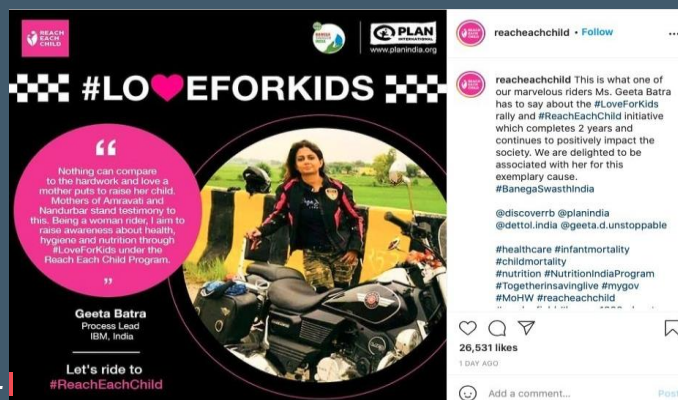 REACH
EACH
CHILD
PLAN
INTERNATIONAL
www.planindia.org
#LO❤EFORKIDS
“
Nothing can compare
to the hardwork and love a
mother puts to raise her child.
Mothers of Amravati and
Nandurbar stand testimony to
this. Being a woman rider, I aim to
raise awareness about health,
hygiene and nutrition through
#LoveForKids under the
Reach Each Child Program.
”
Geeta Batra
Process Lead
IBM, India
Let's ride to
#ReachEachChild
reacheachchild • Follow
...
reacheachchild This is what one of
our marvelous riders Ms. Geeta Batra
has to say about the #LoveForKids
rally and #ReachEachChild initiative
which completes 2 years and
continues to positively impact the
society. We are delighted to be
associated with her for this
exemplary cause.
#BanegaSwasthIndia
@discoverrb @planindia
@dettol.india @geeta.d.unstoppable
#healthcare #infantmortality
#childmortality
#nutrition #NutritionIndiaProgram
#Togetherinsavinglive #mygov
#MoHW #reacheachchild
26,531 likes
1 DAY AGO
Add a comment...
Post